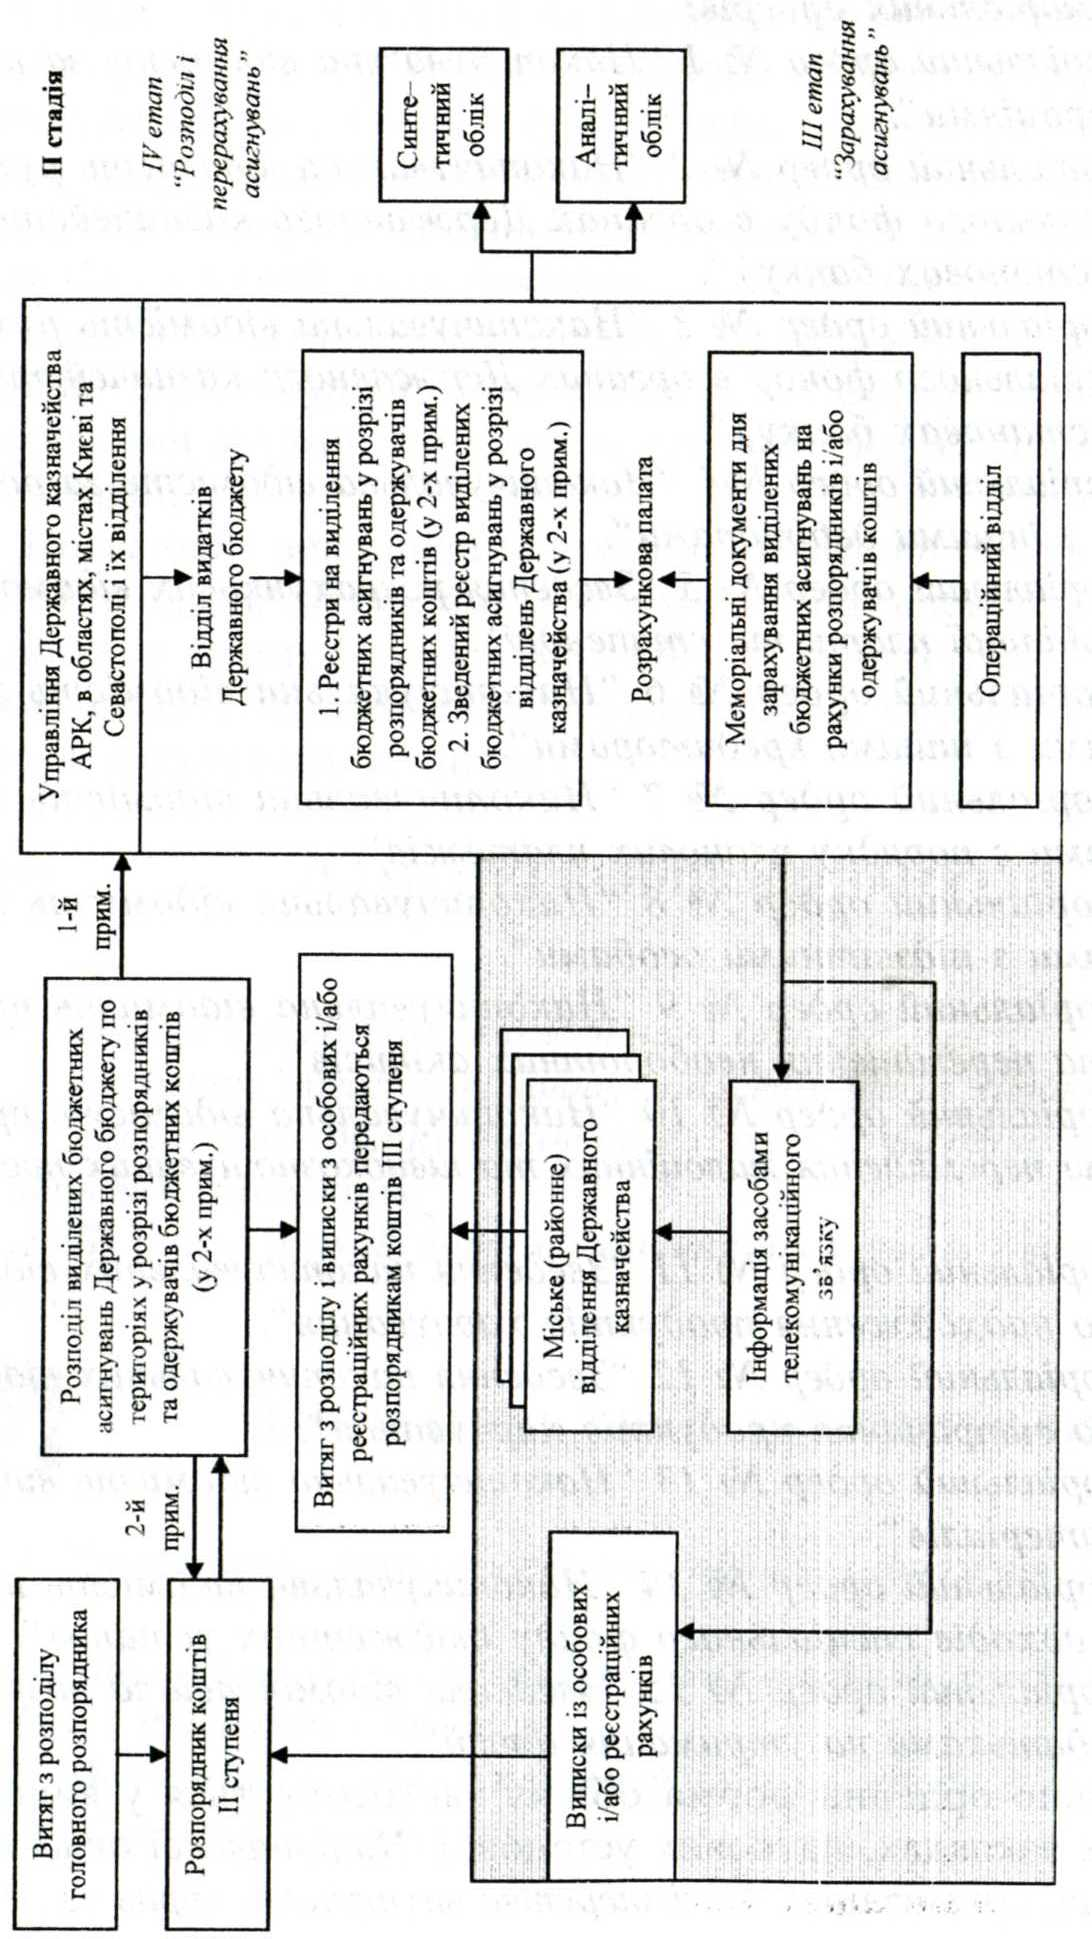 II стадія
IV етап
“Розподіл і
перерахування
асигнувань”
III етап
“Зарахування
асигнувань”
Витяг з розподілу
головного розпорядника
Розпорядник коштів
II ступеня
2-й
прим.
Розподіл виділених бюджетних
асигнувань Державного бюджету по
територіях у розрізі розпорядників
та одержувачів бюджетних коштів
(у 2-х прим.)
1-й
прим.
Управління Державного казначейства
АРК, в областях, містах Києві та
Севастополі їх відділення
Відділ видатків
Державного бюджету
1. Реєстри на виділення
бюджетних асигнувань у розрізі
розпорядників та одержувачів
бюджетних коштів (у 2-х прим.)
2. Зведений реєстр виділених
бюджетних асигнувань у розрізі
відділень Державного
казначейства (у 2-х прим.)
Розрахункова палата
Меморіальні документи для
зарахування виділених
бюджетних асигнувань на
рахунки розпорядників і/або
одержувачів коштів
Операційний відділ
Синте–
тичний
облік
Аналі–
тичний
облік
Витяг з розподілу і виписки з особових і/або
реєстраційних рахунків передаються
розпорядникам коштів III ступеня
Міське (районне)
відділення Державного
казначейства
Інформація засобами
телекомунікаційного
зв'язку
Виписки із особових
і/або реєстраційних
рахунків